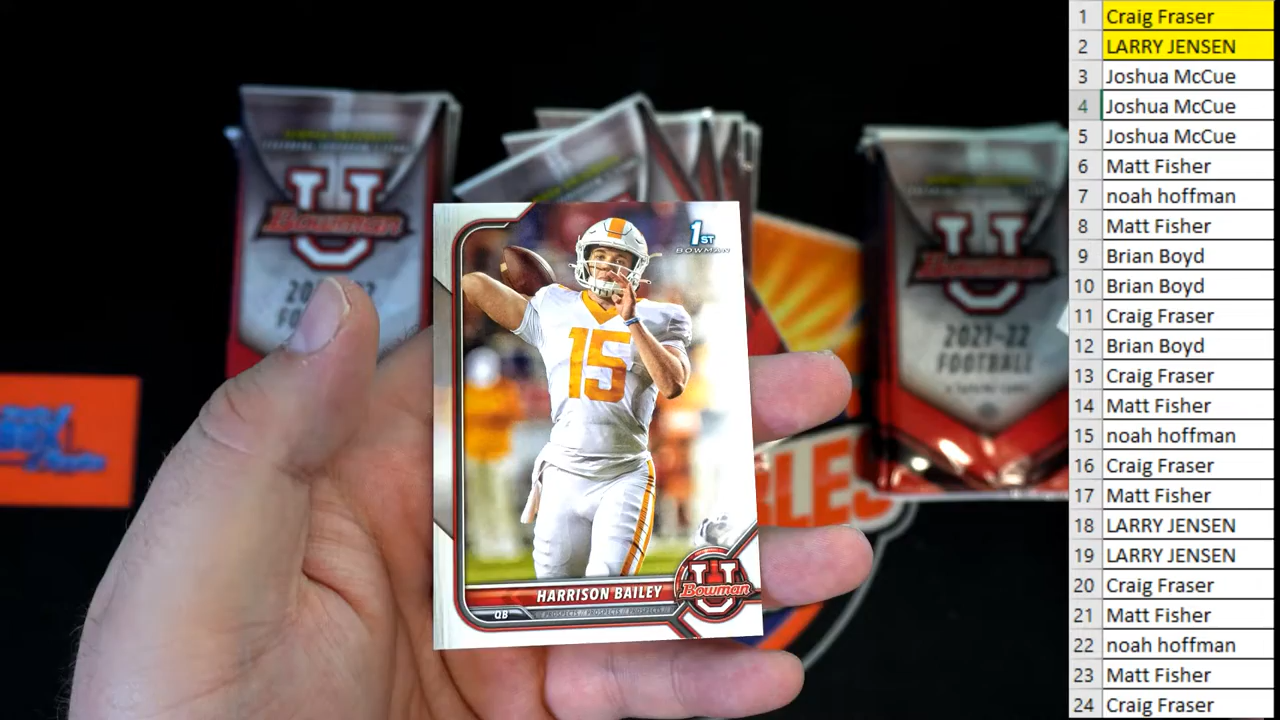 U
Bowman
U
Bowman
2021-22
FOOTBALL
1ST
BOWMAN
15
HARRISON BAILEY
QB
PROSPECTS // PROSPECTS // PROSPECTS
U
Bowman
BLES
1 Craig Fraser
2 LARRY JENSEN
3 Joshua McCue
4 Joshua McCue
5 Joshua McCue
6 Matt Fisher
7 noah hoffman
8 Matt Fisher
9 Brian Boyd
10 Brian Boyd
11 Craig Fraser
12 Brian Boyd
13 Craig Fraser
14 Matt Fisher
15 noah hoffman
16 Craig Fraser
17 Matt Fisher
18 LARRY JENSEN
19 LARRY JENSEN
20 Craig Fraser
21 Matt Fisher
22 noah hoffman
23 Matt Fisher
24 Craig Fraser